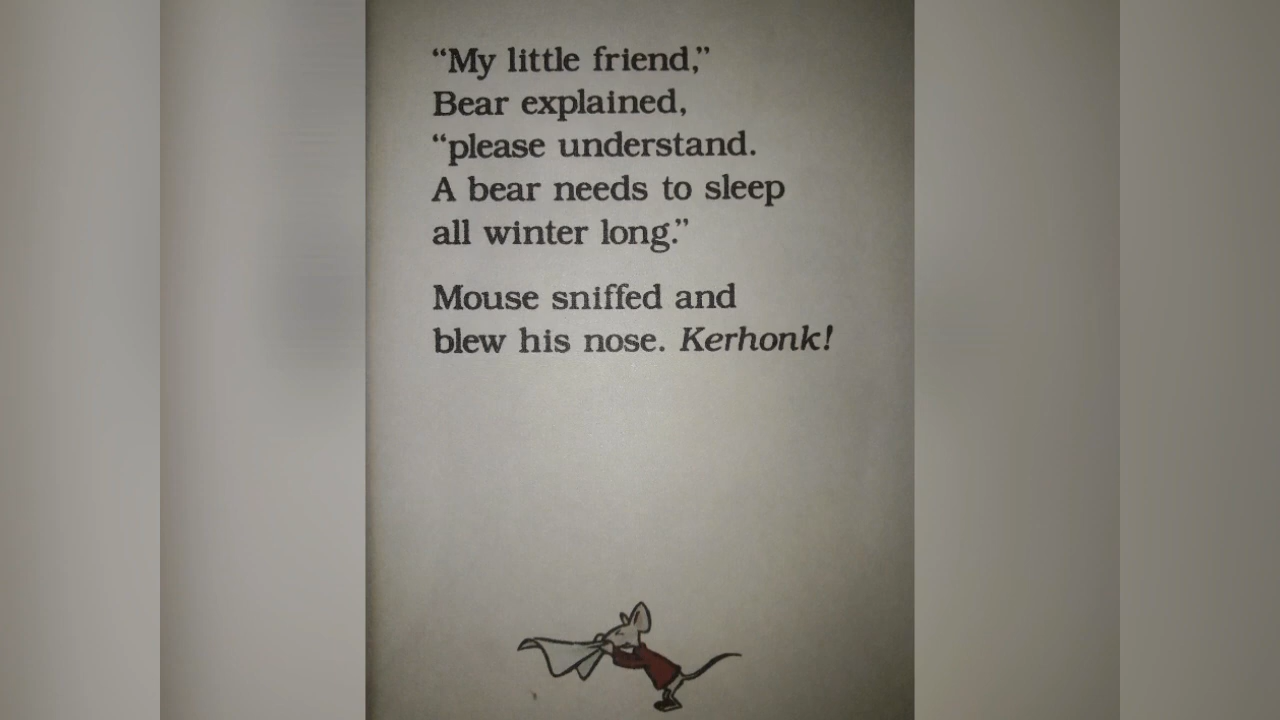 “My little friend,”
Bear explained,
“please understand.
A bear needs to sleep
all winter long.”
Mouse sniffed and
blew his nose. Kerhonk!